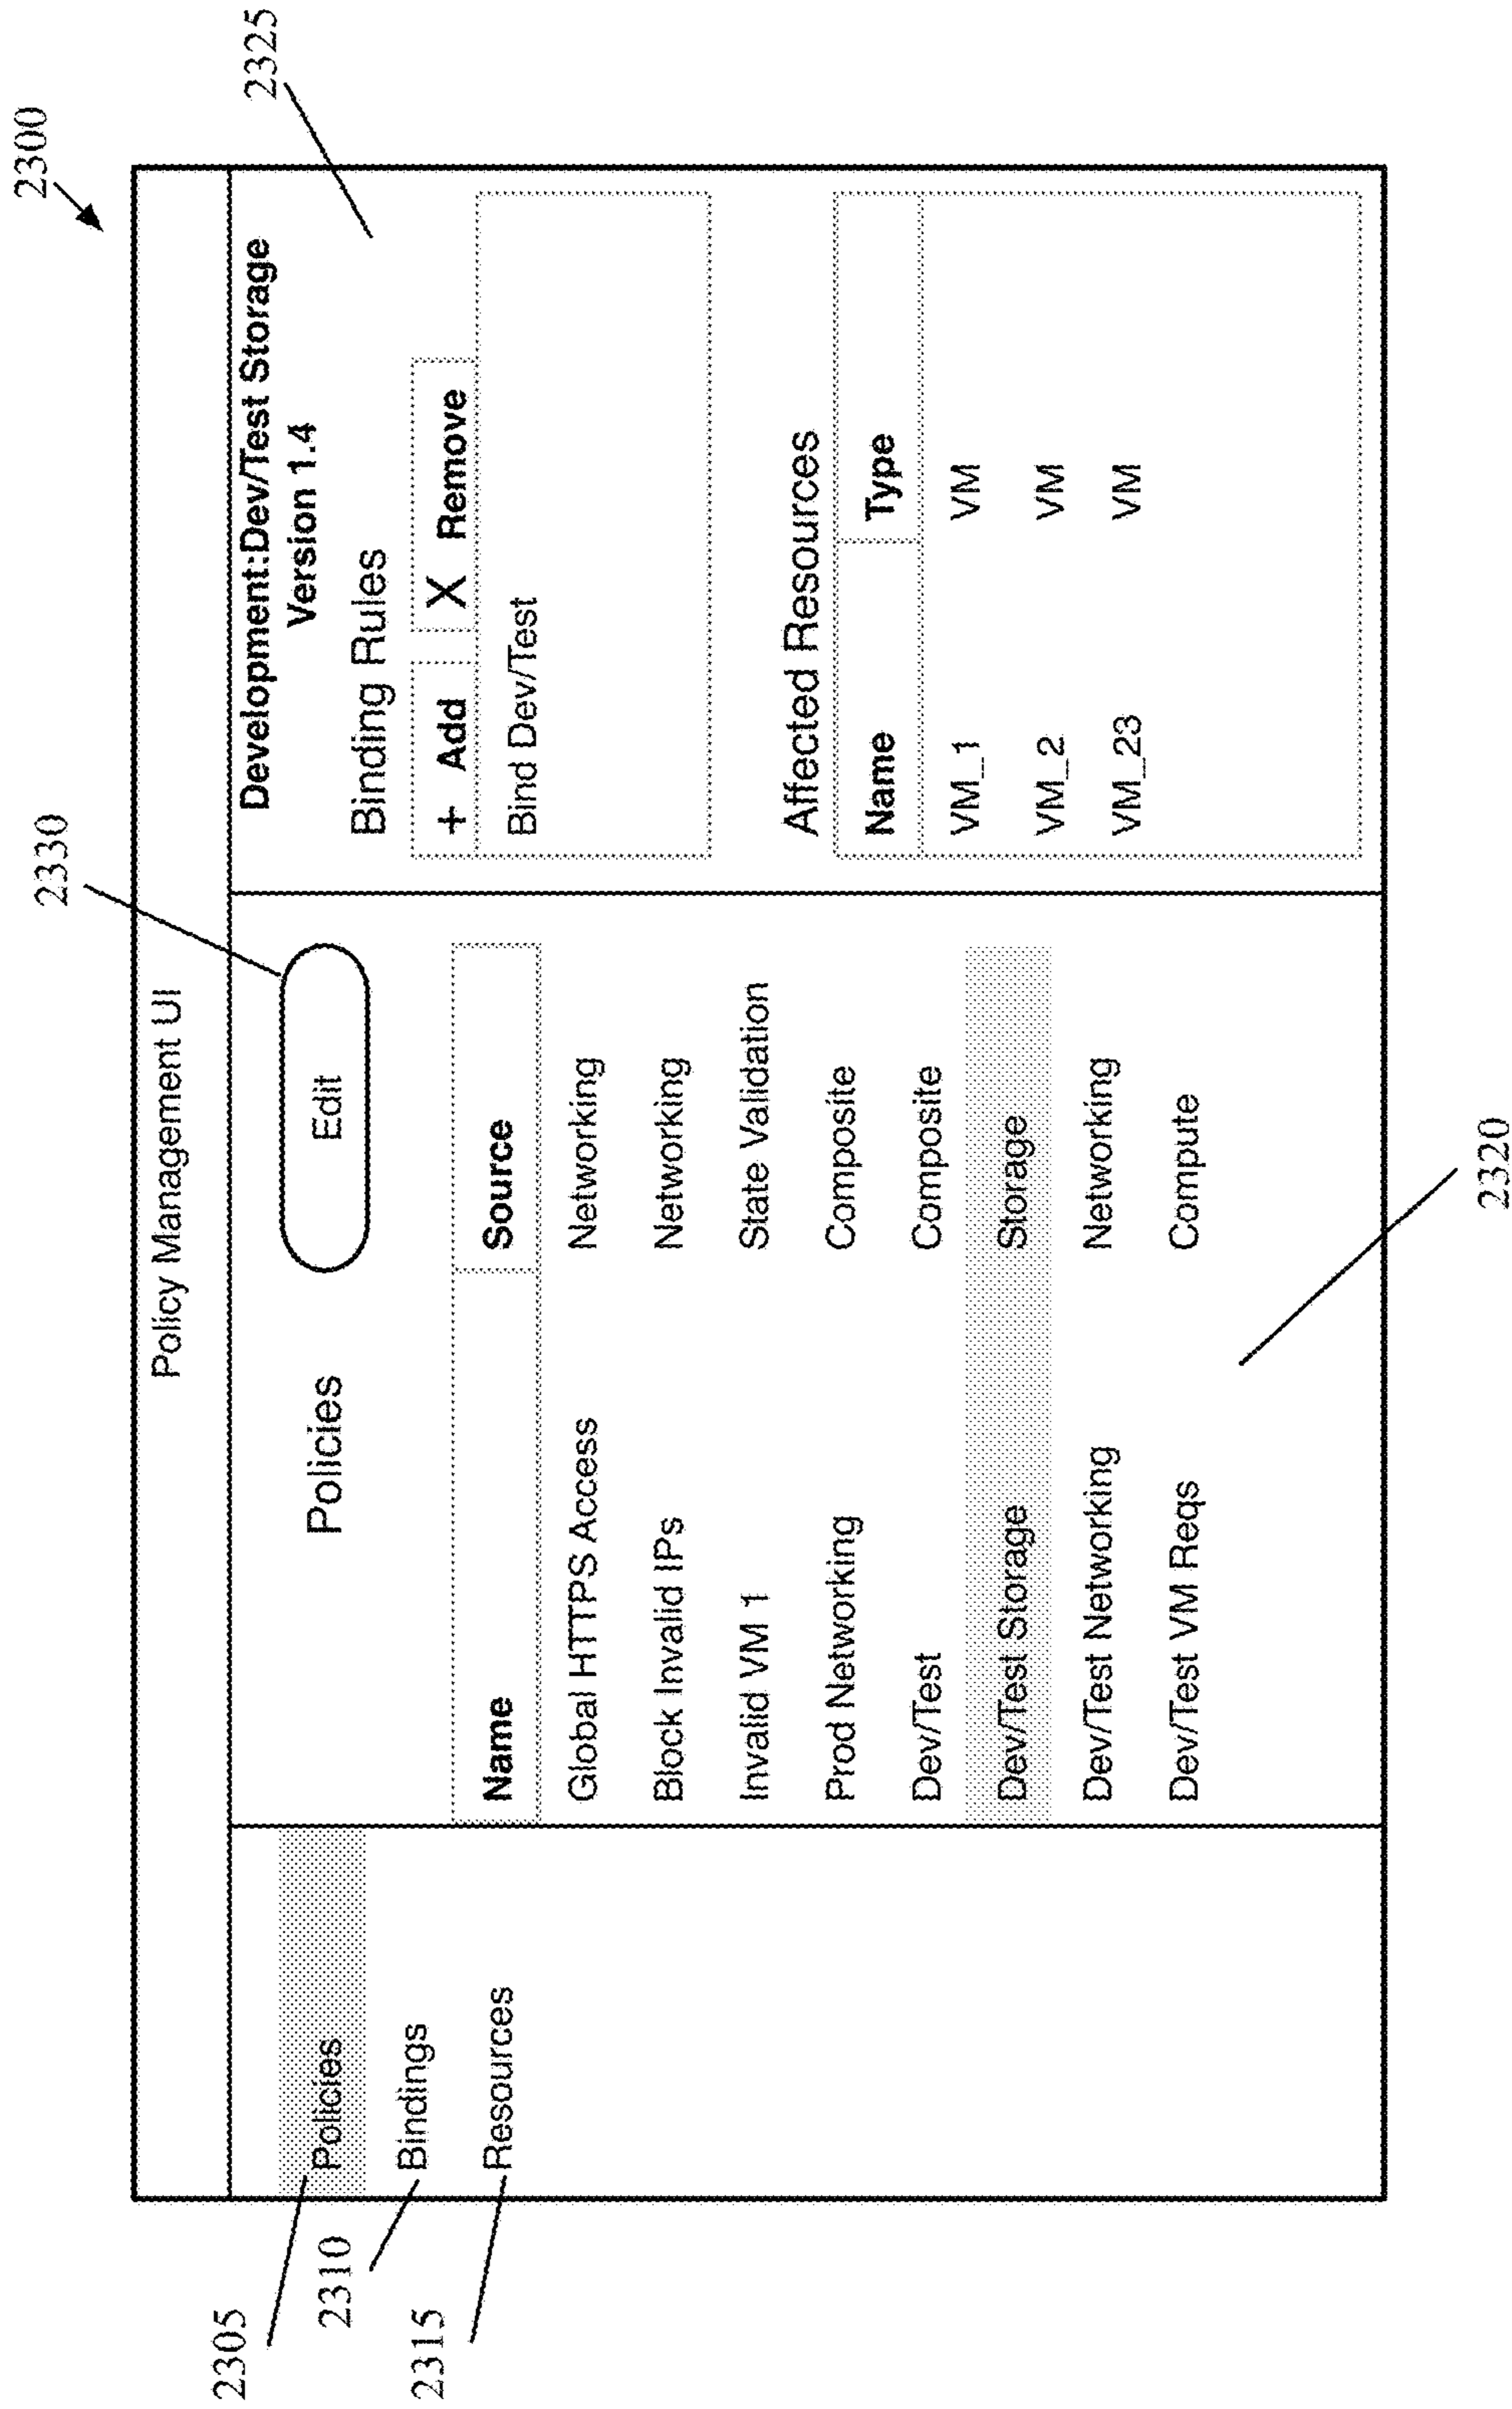 2300
Policy Management UI
2305
2310
2315
Policies
Bindings
Resources
2330
Policies
Edit
Name Source
Global HTTPS Access Networking
Block Invalid IPs Networking
Invalid VM 1 State Validation
Prod Networking Composite
Dev/Test Composite
Dev/Test Storage Storage
Dev/Test Networking Networking
Dev/Test VM Reqs Compute
2320
2325
Development:Dev/Test Storage
Version 1.4
Binding Rules
+ Add X Remove
Bind Dev/Test
Affected Resources
Name Type
VM_1 VM
VM_2 VM
VM_23 VM